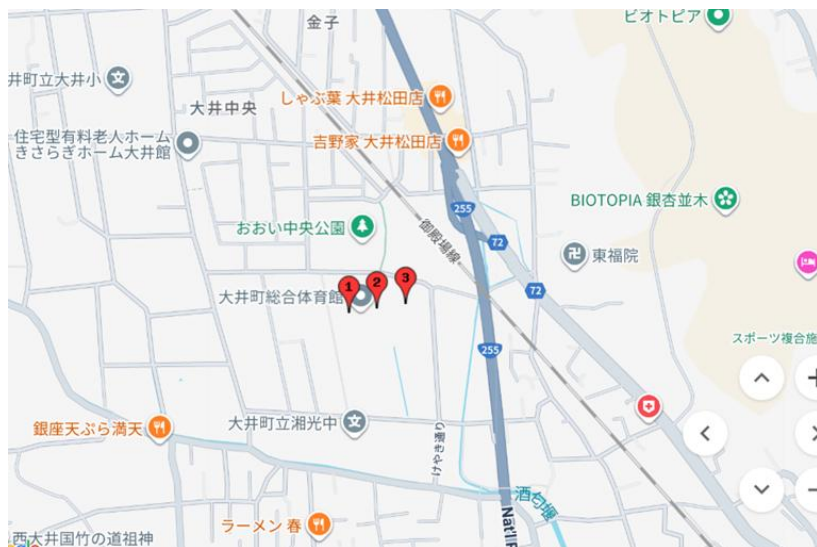 金子
ビオトピア
井町立大井小
大井中央
しゃぶ葉 大井松田店
住宅型有料老人ホーム
きさらぎホーム大井館
吉野家 大井松田店
BIOTOPIA 銀杏並木
255
おおい中央公園
御殿場線
72
東福院
大井町総合体育館
1
2
3
72
スポーツ複合施
255
銀座天ぷら満天
大井町立湘光中
けやき通り
酒匂堰
ラーメン 春
Nat'l R
西大井国竹の道祖神